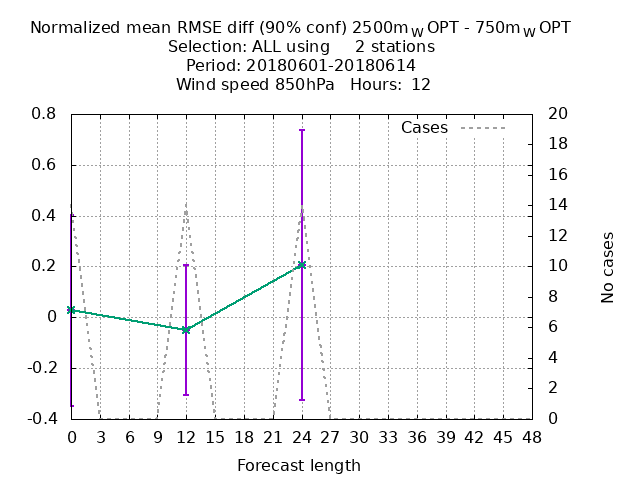 Normalized mean RMSE diff (90% conf) 2500m_W OPT - 750m_W OPT
Selection: ALL using 2 stations
Period: 20180601-20180614
Wind speed 850hPa Hours: 12
Cases
0.8
0.6
0.4
0.2
0
-0.2
-0.4
20
18
16
14
12
10
8
6
4
2
0
No cases
0 3 6 9 12 15 18 21 24 27 30 33 36 39 42 45 48
Forecast length